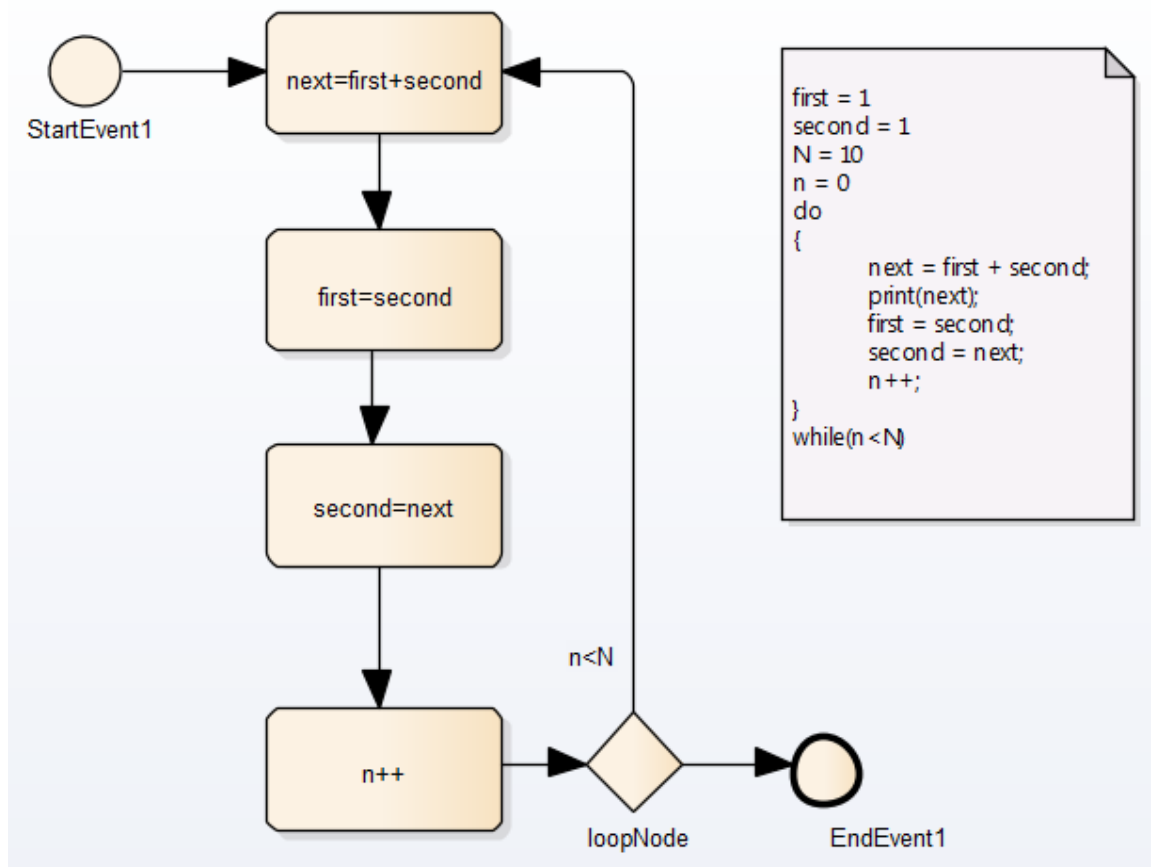 next=first+second
StartEvent1
first=second
second=next
n<N
n++
loopNode
EndEvent1
first = 1
second = 1
N = 10
n = 0
do
{
next = first + second;
print(next);
first = second;
second = next;
n++;
}
while(n<N)